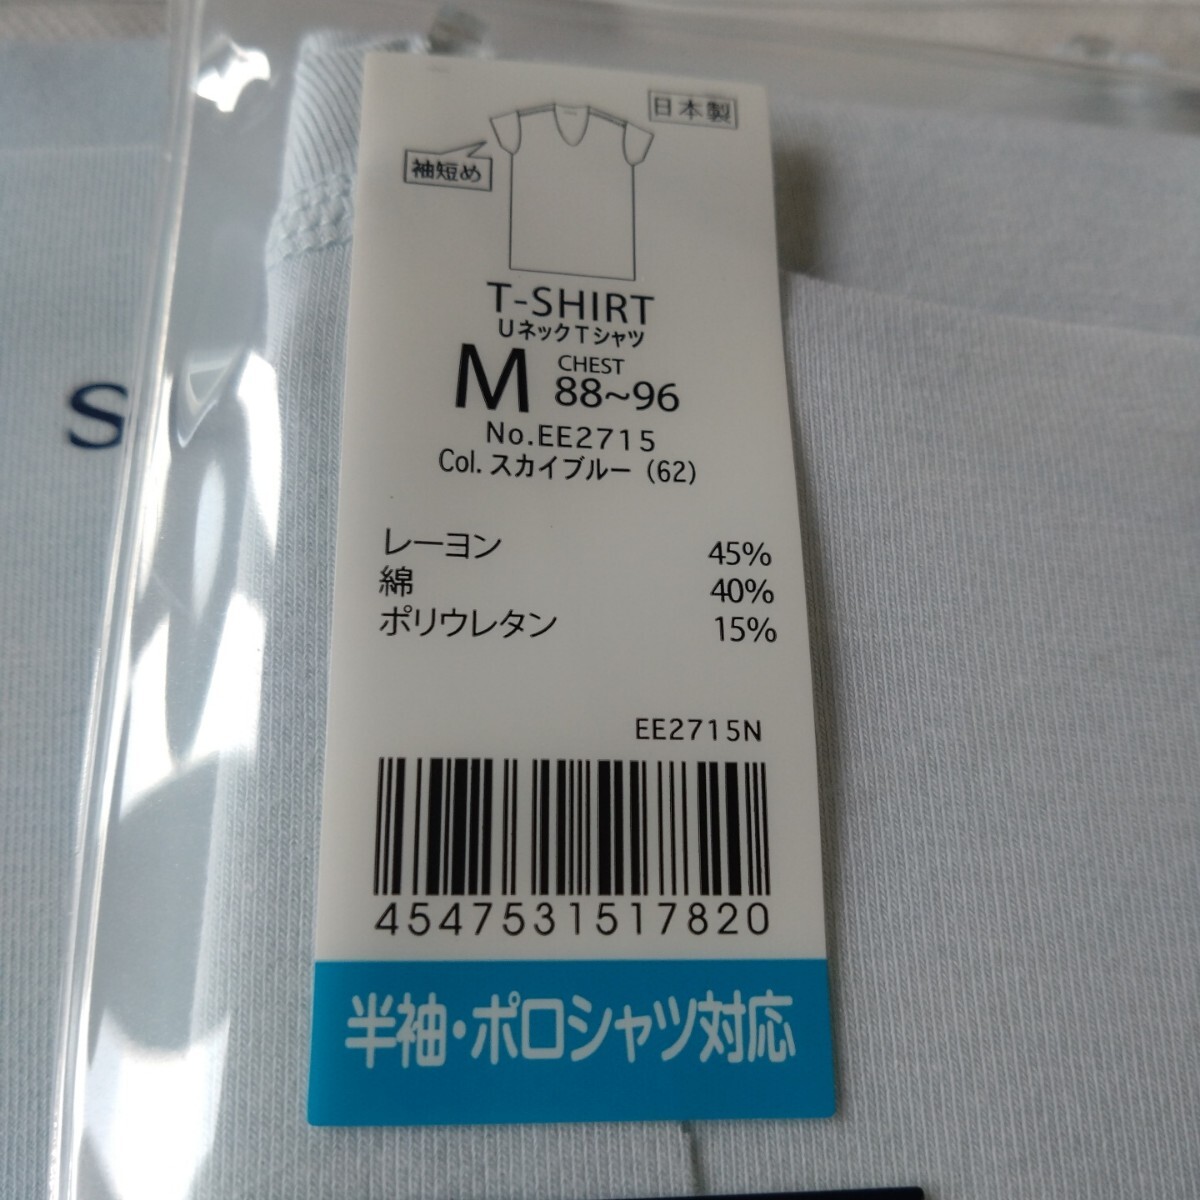 日本製
袖短め
T-SHIRT
UネックTシャツ
M CHEST 88~96
No.EE2715
Col. スカイブルー (62)
レーヨン 45%
綿 40%
ポリウレタン 15%
EE2715N
4547531517820
半袖・ポロシャツ対応
S